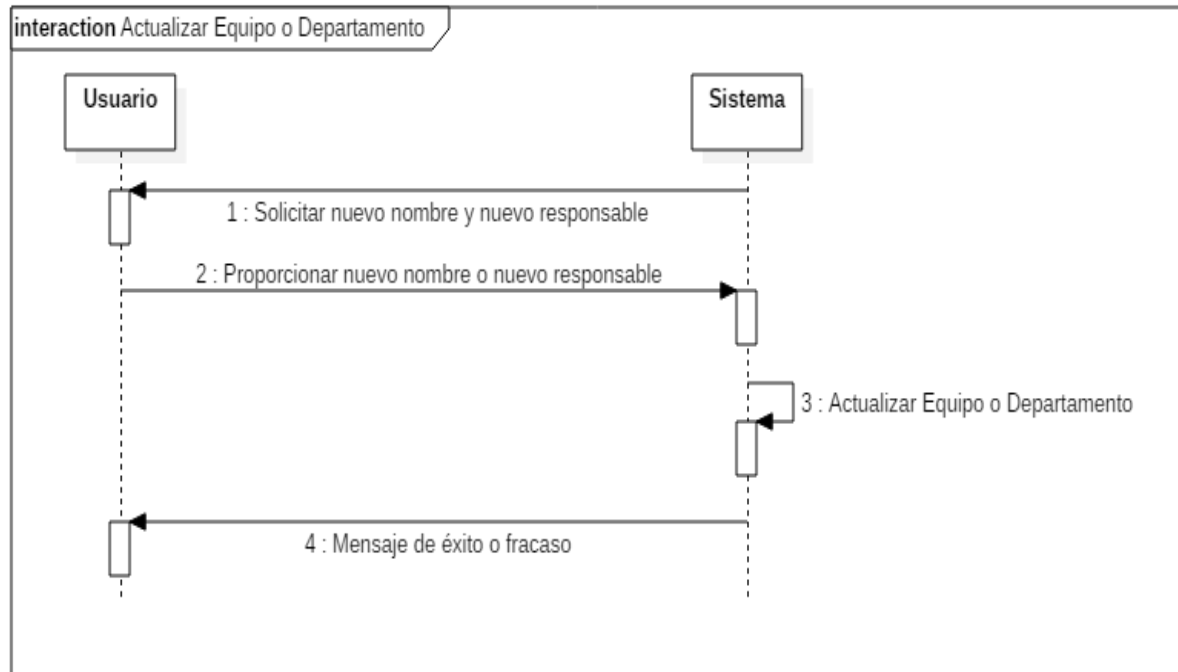 interaction Actualizar Equipo o Departamento
Usuario
Sistema
1 : Solicitar nuevo nombre y nuevo responsable
2 : Proporcionar nuevo nombre o nuevo responsable
3 : Actualizar Equipo o Departamento
4 : Mensaje de éxito o fracaso